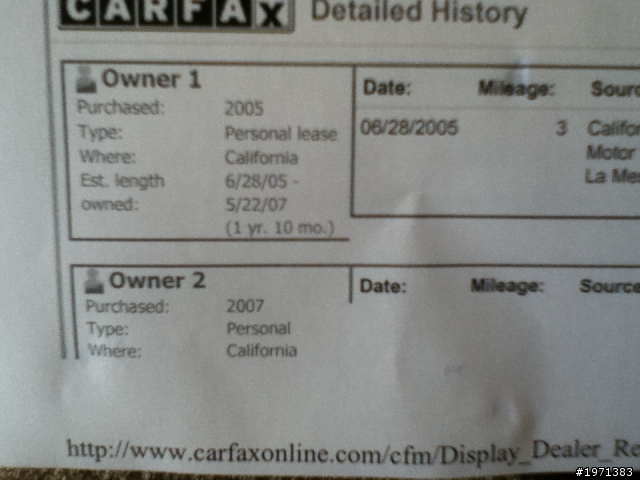 CARFAX Detailed History
Owner 1
Purchased: 2005
Type: Personal lease
Where: California
Est. length 6/28/05 -
owned: 5/22/07
(1 yr. 10 mo.)
Date: Mileage:
06/28/2005 3
Motor
La
Owner 2
Purchased: 2007
Type: Personal
Where: California
Date: Mileage: Source
http://www.carfaxonline.com/cfm/Display_Dealer_Re
#1971383